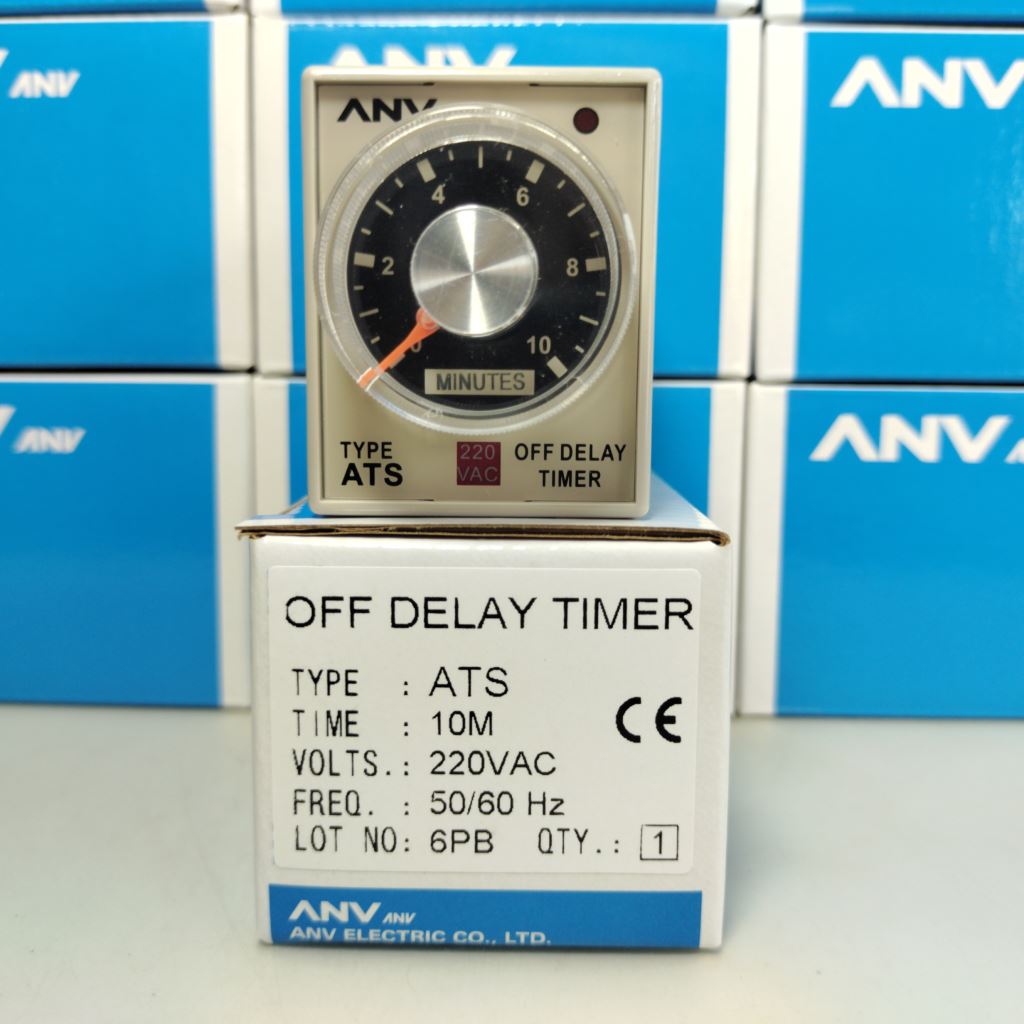 ANV
ANV
ANV
ANV
4 6
2 8
0 10
MINUTES
TYPE
ATS
220
VAC
OFF DELAY
TIMER
ANV
ANV
OFF DELAY TIMER
TYPE : ATS
TIME : 10M
CE
VOLTS.: 220VAC
FREQ. : 50/60 Hz
LOT NO: 6PB QTY.: 1
ANV ANV
ANV ELECTRIC CO., LTD.